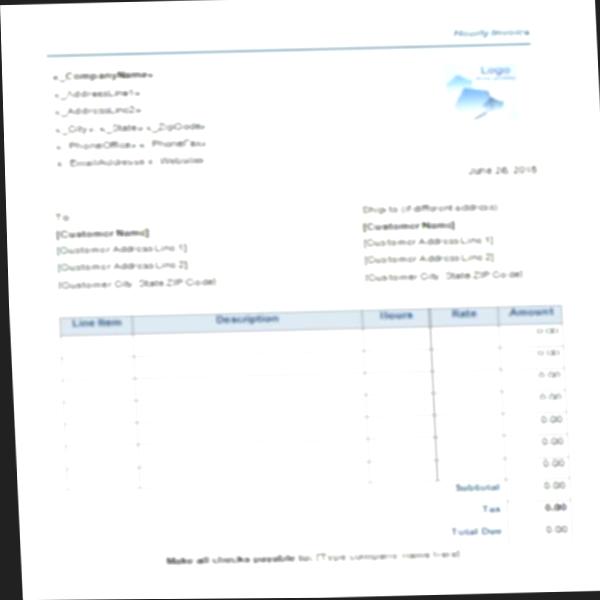 Hourly Invoice
«_CompanyName»
«_AddressLine1»
«_AddressLine2»
«_City» «_State» «_ZipCode»
« PhoneOffice» « PhoneFax»
« EmailAddress» « Website»
Logo
June 26, 2015
To
[Customer Name]
[Customer Address Line 1]
[Customer Address Line 2]
[Customer City, State ZIP Code]
Ship to (if different address)
[Customer Name]
[Customer Address Line 1]
[Customer Address Line 2]
[Customer City, State ZIP Code]
Line Item Description Hours Rate Amount
0.00
0.00
0.00
0.00
0.00
0.00
0.00
Subtotal 0.00
Tax 0.00
Total Due 0.00
Make all checks payable to: [Type company name here]